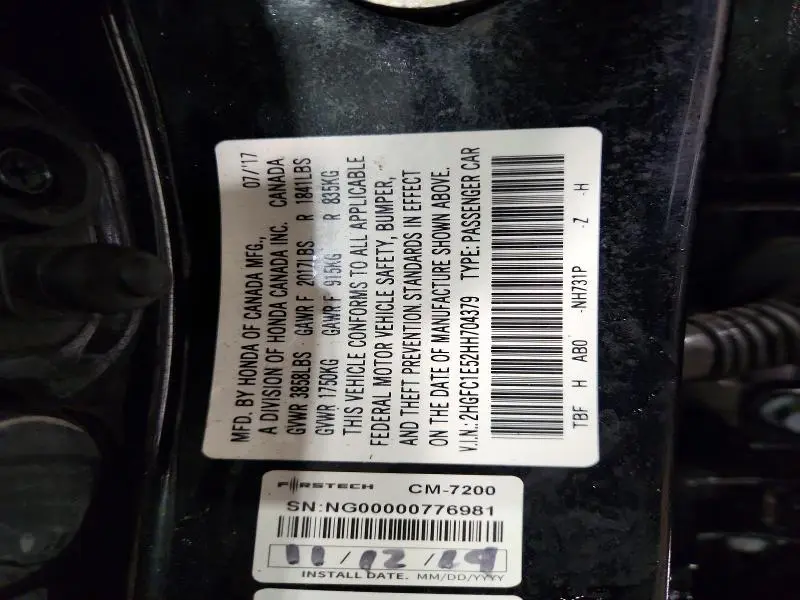 MFD. BY HONDA OF CANADA MFG., 07/'17
A DIVISION OF HONDA CANADA INC. CANADA
GVWR 3858LBS GAWR F 2017LBS R 1841LBS
GVWR 1750KG GAWR F 915KG R 835KG
THIS VEHICLE CONFORMS TO ALL APPLICABLE
FEDERAL MOTOR VEHICLE SAFETY, BUMPER,
AND THEFT PREVENTION STANDARDS IN EFFECT
ON THE DATE OF MANUFACTURE SHOWN ABOVE.
V.I.N.:2HGFC1E52HH704379 TYPE: PASSENGER CAR
TBF H AB0 -NH731P -Z -H
FIRSTECH CM-7200
SN:NG00000776981
11/12/19
INSTALL DATE. MM/DD/YYYY